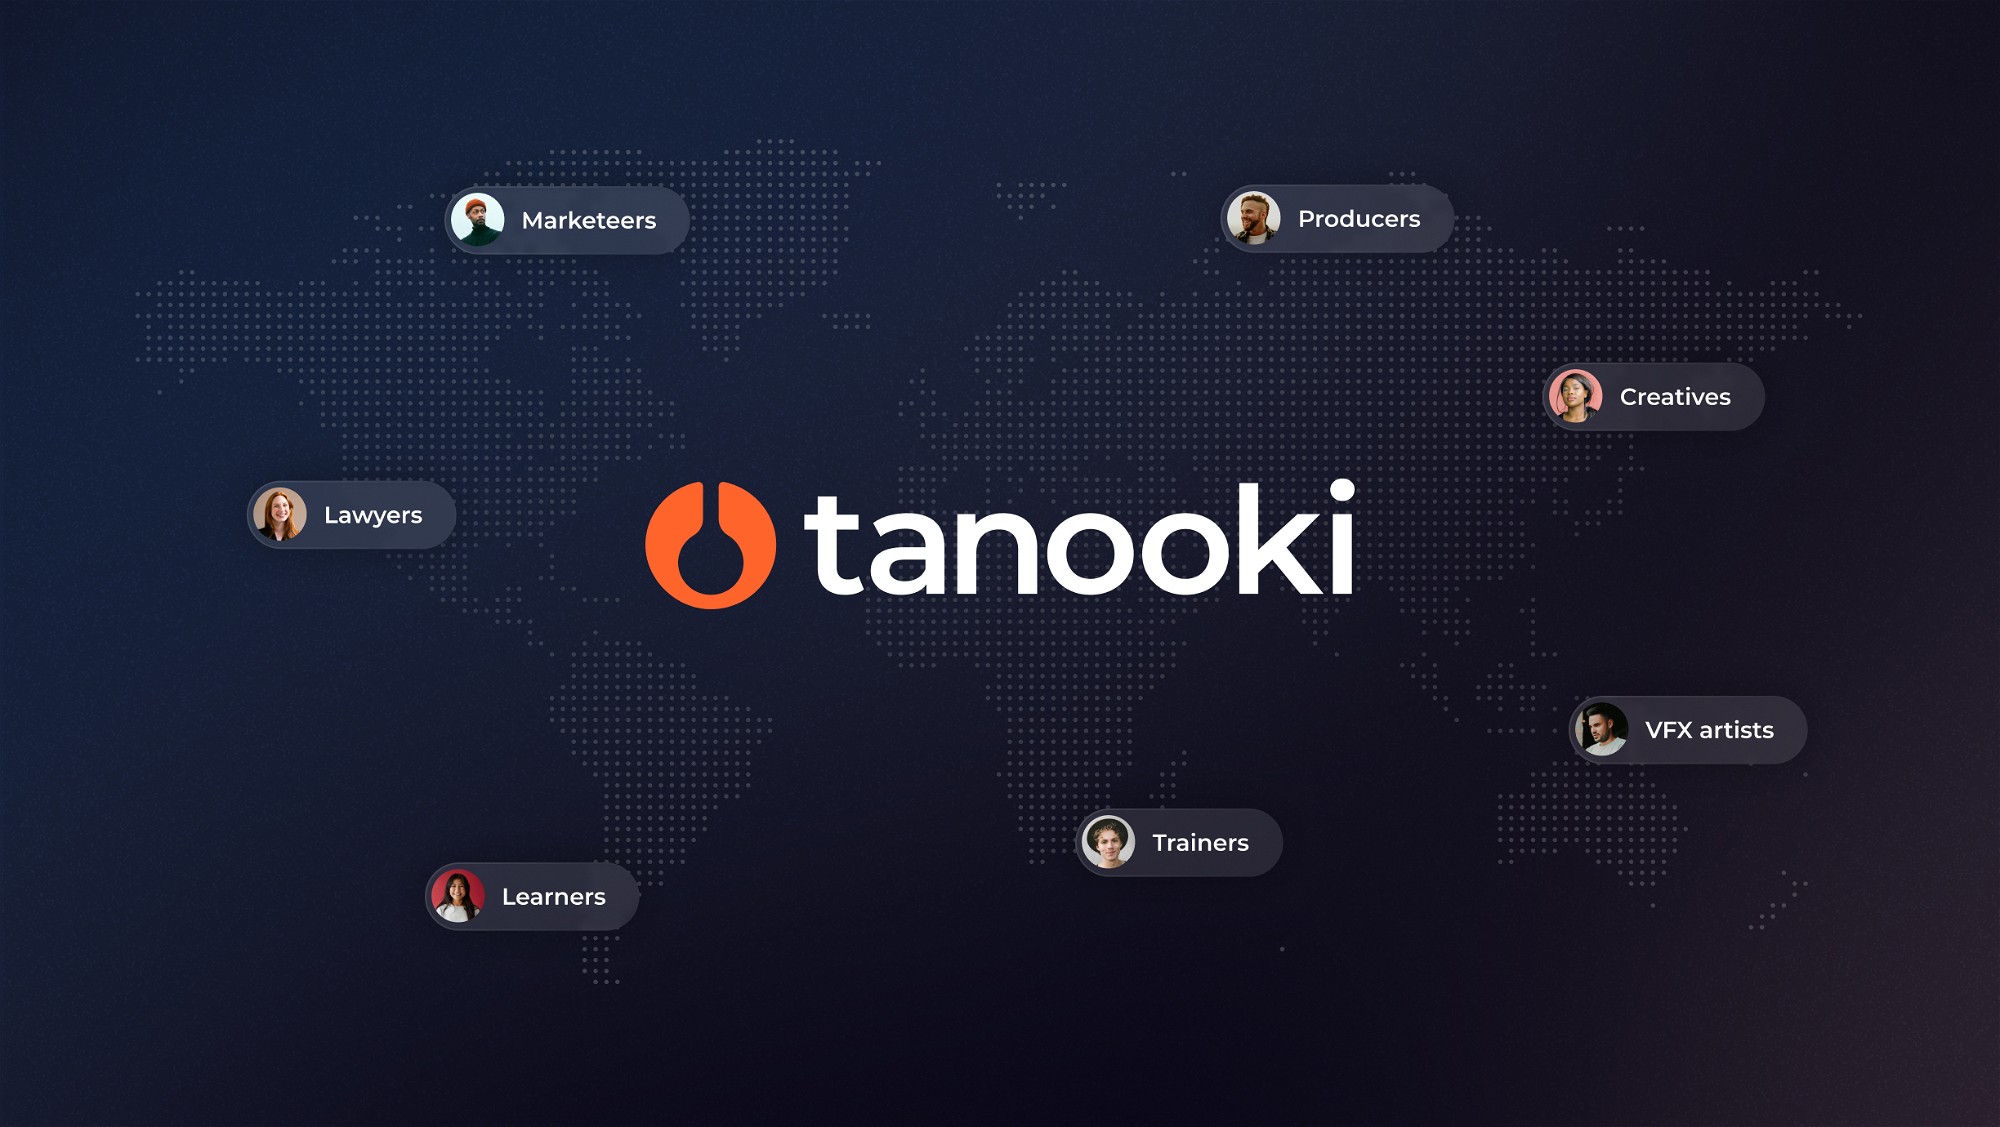 Marketeers
Producers
Creatives
Lawyers
tanooki
VFX artists
Trainers
Learners